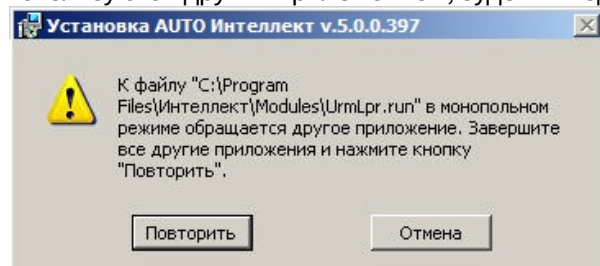 Установка AUTO Интеллект v.5.0.0.397
К файлу "C:\Program
Files\Интеллект\Modules\UrmLpr.run" в монопольном
режиме обращается другое приложение. Завершите
все другие приложения и нажмите кнопку
"Повторить".
Повторить
Отмена